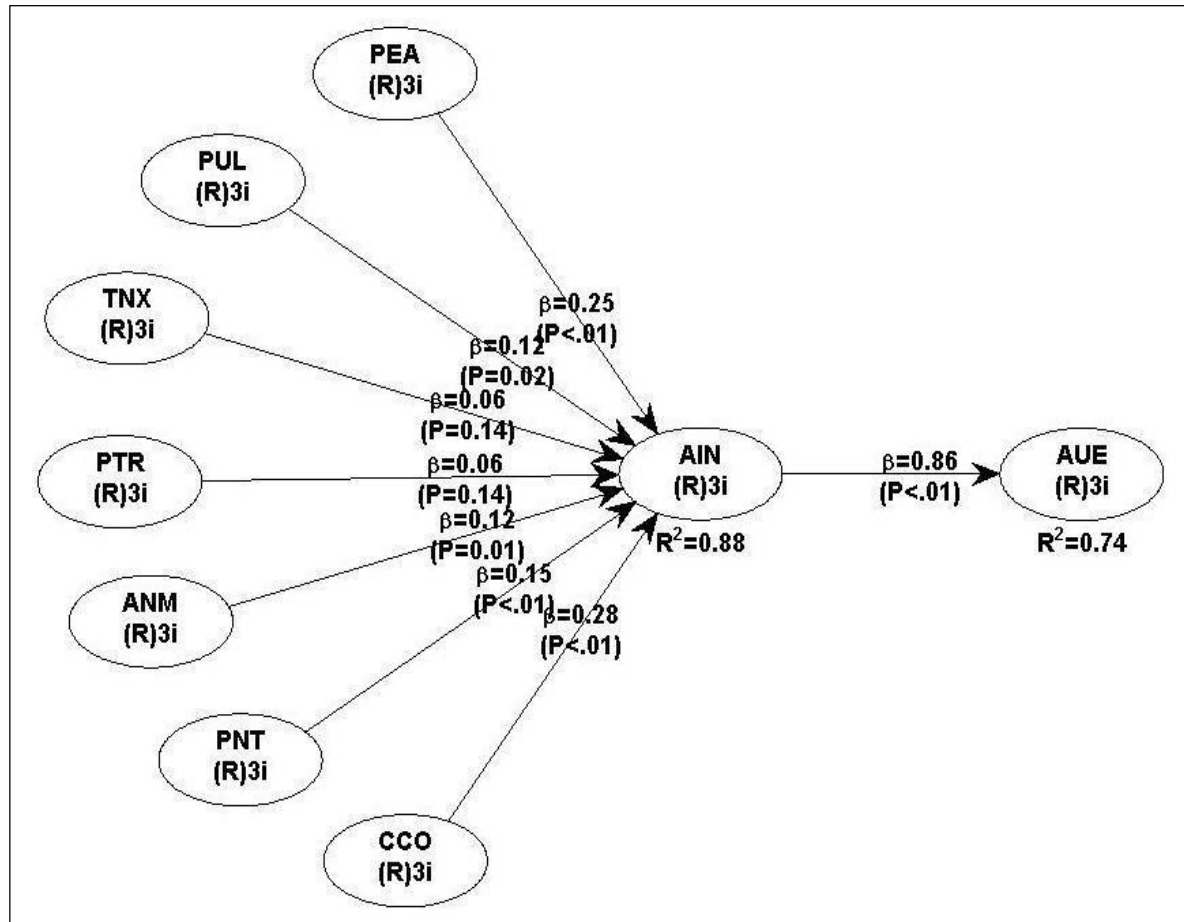 PEA
(R)3i
PUL
(R)3i
TNX
(R)3i
PTR
(R)3i
ANM
(R)3i
PNT
(R)3i
CCO
(R)3i
β=0.25
(P<.01)
β=0.12
(P=0.02)
β=0.06
(P=0.14)
β=0.06
(P=0.14)
β=0.12
(P=0.01)
β=0.15
(P<.01)
β=0.28
(P<.01)
AIN
(R)3i
R²=0.88
β=0.86
(P<.01)
AUE
(R)3i
R²=0.74